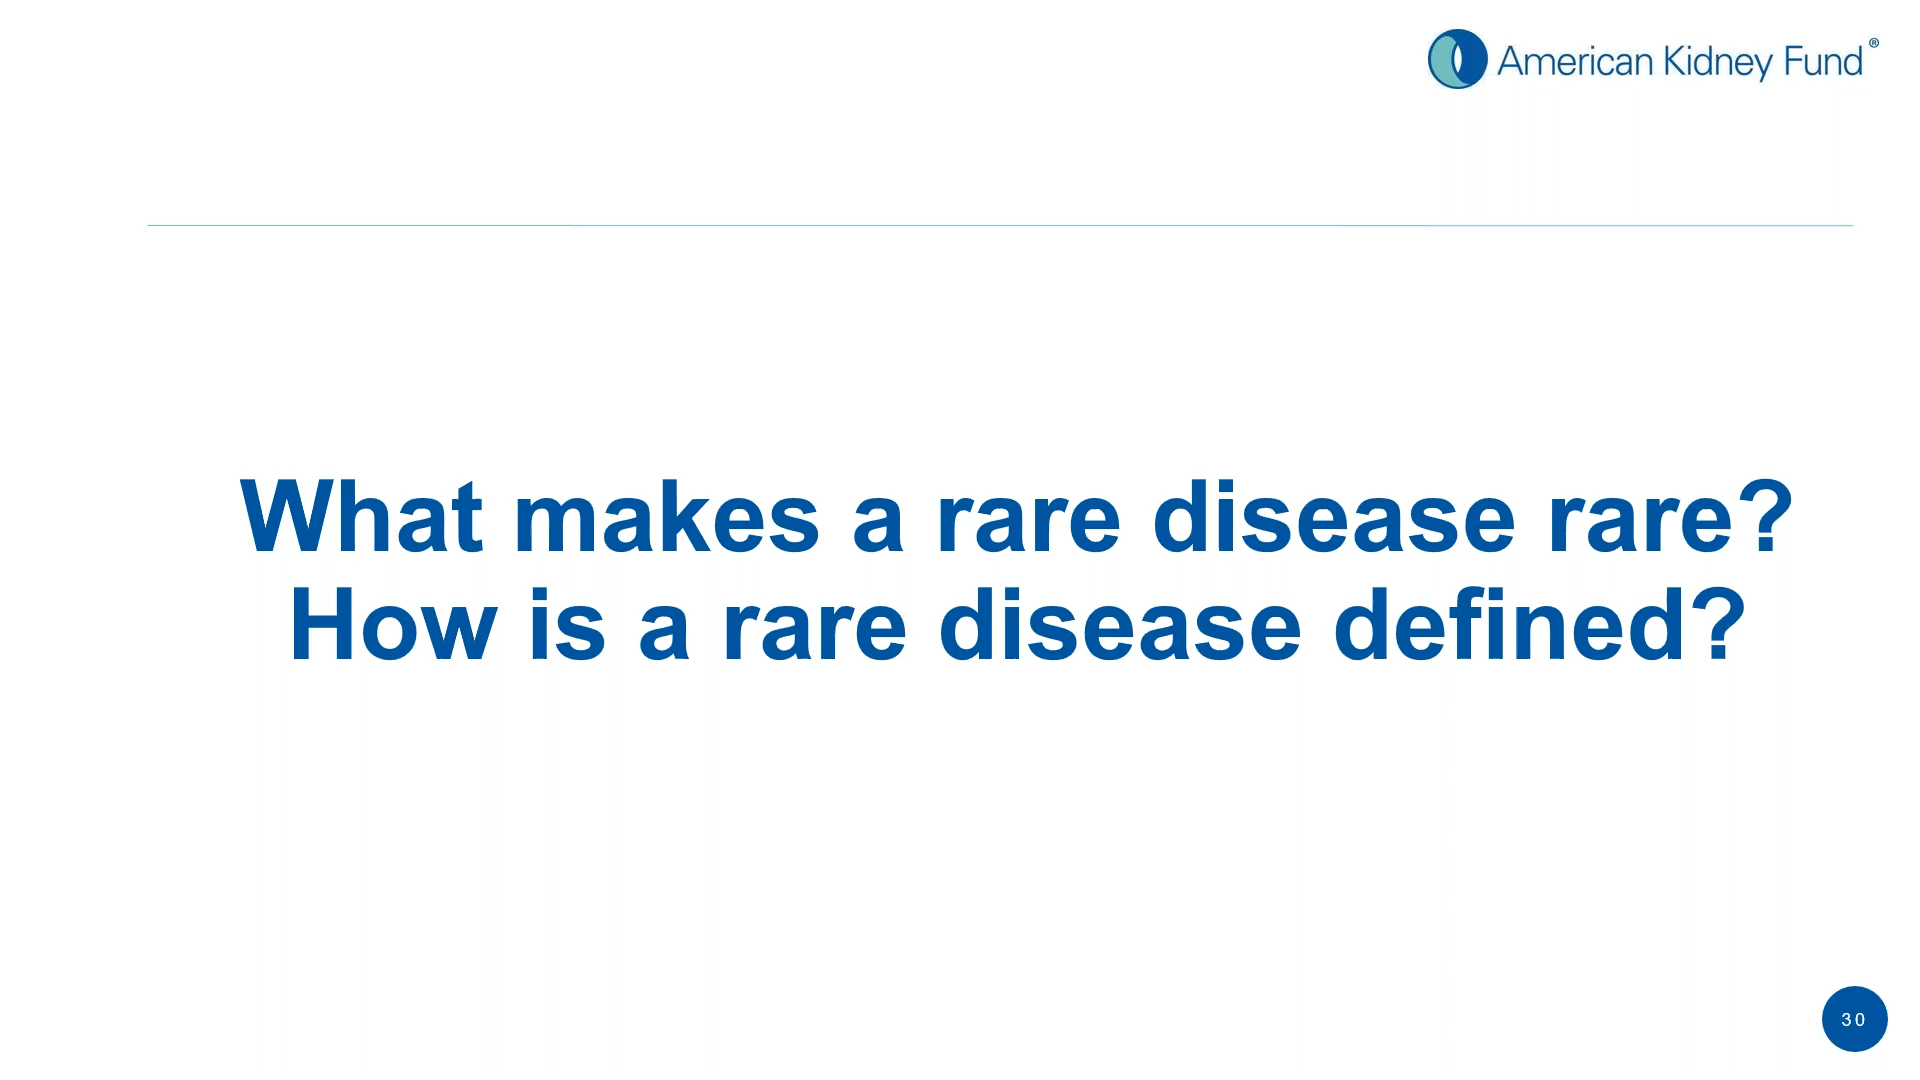 American Kidney Fund®
What makes a rare disease rare?
How is a rare disease defined?
30